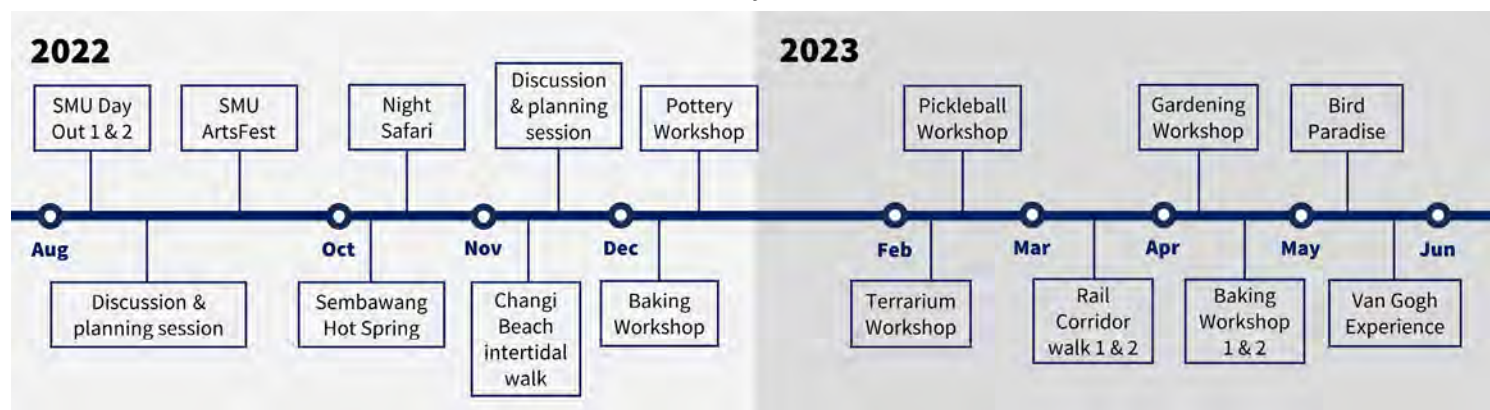 2022
2023
SMU Day
Out 1 & 2
SMU
ArtsFest
Night
Safari
Discussion
& planning
session
Pottery
Workshop
Pickleball
Workshop
Gardening
Workshop
Bird
Paradise
Aug
Oct
Nov
Dec
Feb
Mar
Apr
May
Jun
Discussion &
planning session
Sembawang
Hot Spring
Changi
Beach
intertidal
walk
Baking
Workshop
Terrarium
Workshop
Rail
Corridor
walk 1 & 2
Baking
Workshop
1 & 2
Van Gogh
Experience